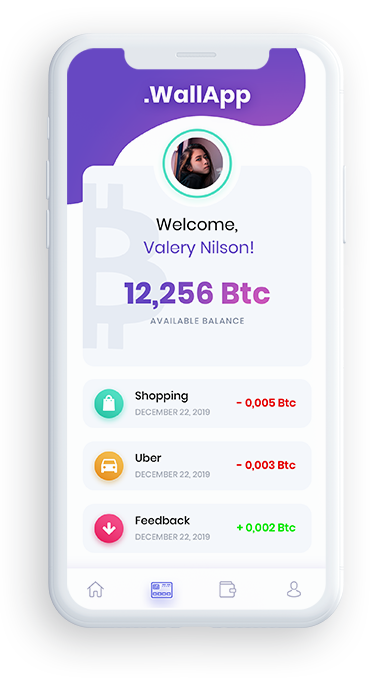 .WallApp
Welcome,
Valery Nilson!
12,256 Btc
AVAILABLE BALANCE
Shopping
DECEMBER 22, 2019
- 0,005 Btc
Uber
DECEMBER 22, 2019
- 0,003 Btc
Feedback
DECEMBER 22, 2019
+ 0,002 Btc